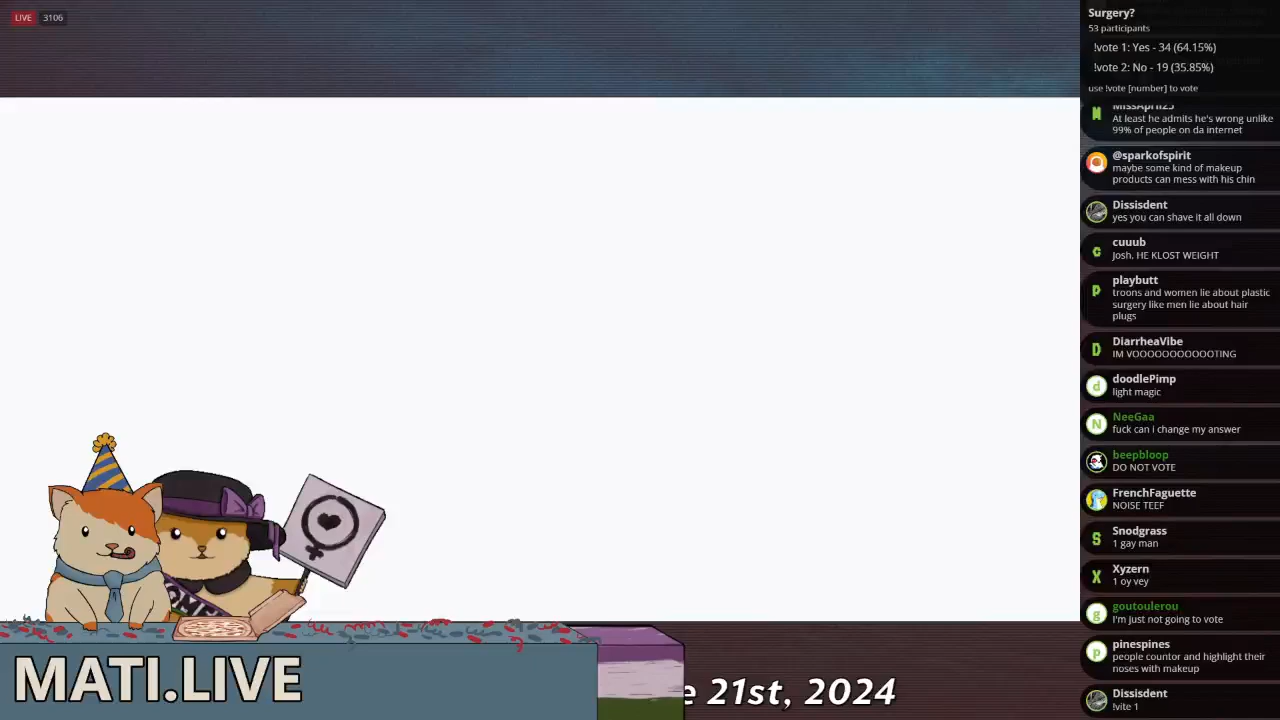 LIVE 3106
Surgery?
53 participants
!vote 1: Yes - 34 (64.15%)
!vote 2: No - 19 (35.85%)
use !vote [number] to vote
MissApril25
At least he admits he's wrong unlike
99% of people on da internet
@sparkofspirit
maybe some kind of makeup
products can mess with his chin
Dissisdent
yes you can shave it all down
cuuub
Josh, HE KLOST WEIGHT
playbutt
troons and women lie about plastic
surgery like men lie about hair
plugs
DiarrheaVibe
IM VOOOOOOOOOOOTING
doodlePimp
light magic
NeeGaa
fuck can i change my answer
beepbloop
DO NOT VOTE
FrenchFaguette
NOISE TEEF
Snodgrass
1 gay man
Xyzern
1 oy vey
goutoulerou
I'm just not going to vote
pinespines
people countor and highlight their
noses with makeup
Dissisdent
!vite 1
MATI.LIVE
e 21st, 2024